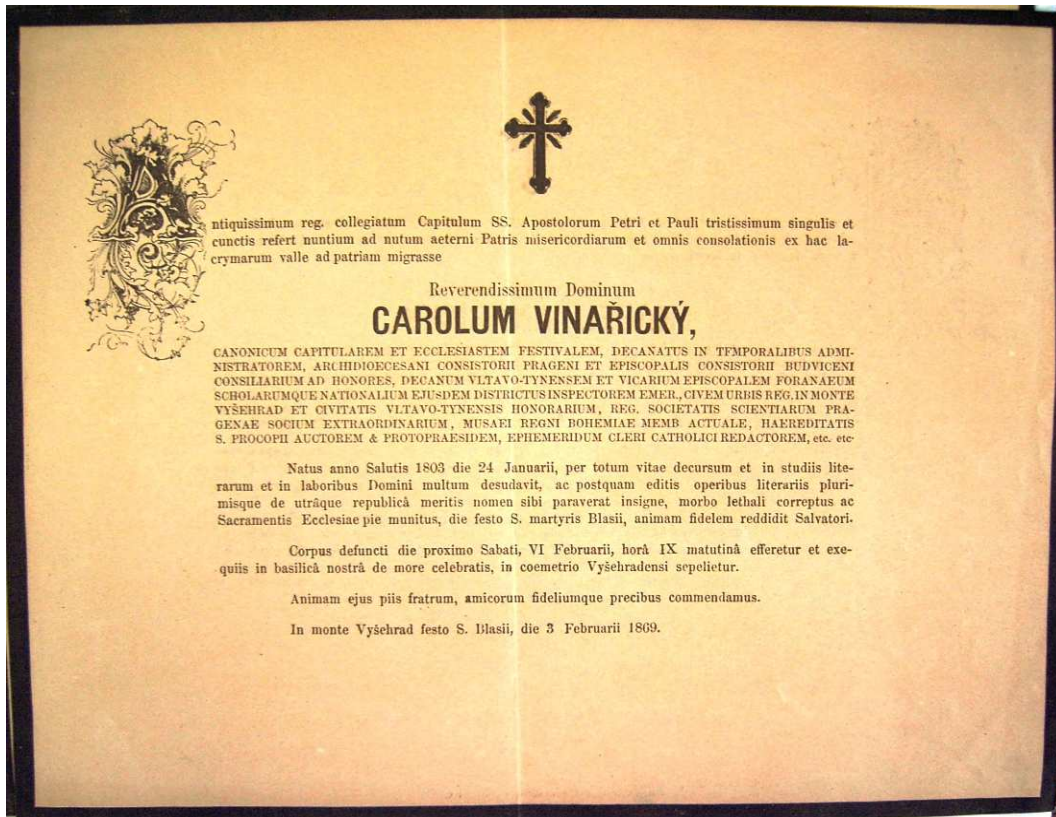 Antiquissimum reg. collegiatum Capitulum SS. Apostolorum Petri et Pauli tristissimum singulis et
cunctis refert nuntium ad nutum aeterni Patris misericordiarum et omnis consolationis ex hac la-
crymarum valle ad patriam migrasse
Reverendissimum Dominum
CAROLUM VINAŘICKÝ,
CANONICUM CAPITULAREM ET ECCLESIASTEM FESTIVALEM, DECANATUS IN TEMPORALIBUS ADMI-
NISTRATOREM, ARCHIDIOECESANI CONSISTORII PRAGENI ET EPISCOPALIS CONSISTORII BUDVICENI
CONSILIARIUM AD HONORES, DECANUM VLTAVO-TYNENSEM ET VICARIUM EPISCOPALEM FORANAEUM
SCHOLARUMQUE NATIONALIUM EJUSDEM DISTRICTUS INSPECTOREM EMER., CIVEM URBIS REG. IN MONTE
VYŠEHRAD ET CIVITATIS VLTAVO-TYNENSIS HONORARIUM, REG. SOCIETATIS SCIENTIARUM PRA-
GENAE SOCIUM EXTRAORDINARIUM, MUSAEI REGNI BOHEMIAE MEMB. ACTUALE, HAEREDITATIS
S. PROCOPII AUCTOREM & PROTOPRAESIDEM, EPHEMERIDUM CLERI CATHOLICI REDACTOREM, etc. etc.
Natus anno Salutis 1803 die 24 Januarii, per totum vitae decursum et in studiis lite-
rarum et in laboribus Domini multum desudavit, ac postquam editis operibus literariis pluri-
misque de utrâque republicâ meritis nomen sibi paraverat insigne, morbo lethali correptus ac
Sacramentis Ecclesiae pie munitus, die festo S. martyris Blasii, animam fidelem reddidit Salvatori.
Corpus defuncti die proximo Sabati, VI Februarii, horâ IX matutinâ efferetur et exe-
quiis in basilicâ nostrâ de more celebratis, in coemetrio Vyšehradensi sepelietur.
Animam ejus piis fratrum, amicorum fideliumque precibus commendamus.
In monte Vyšehrad festo S. Blasii, die 3 Februarii 1869.